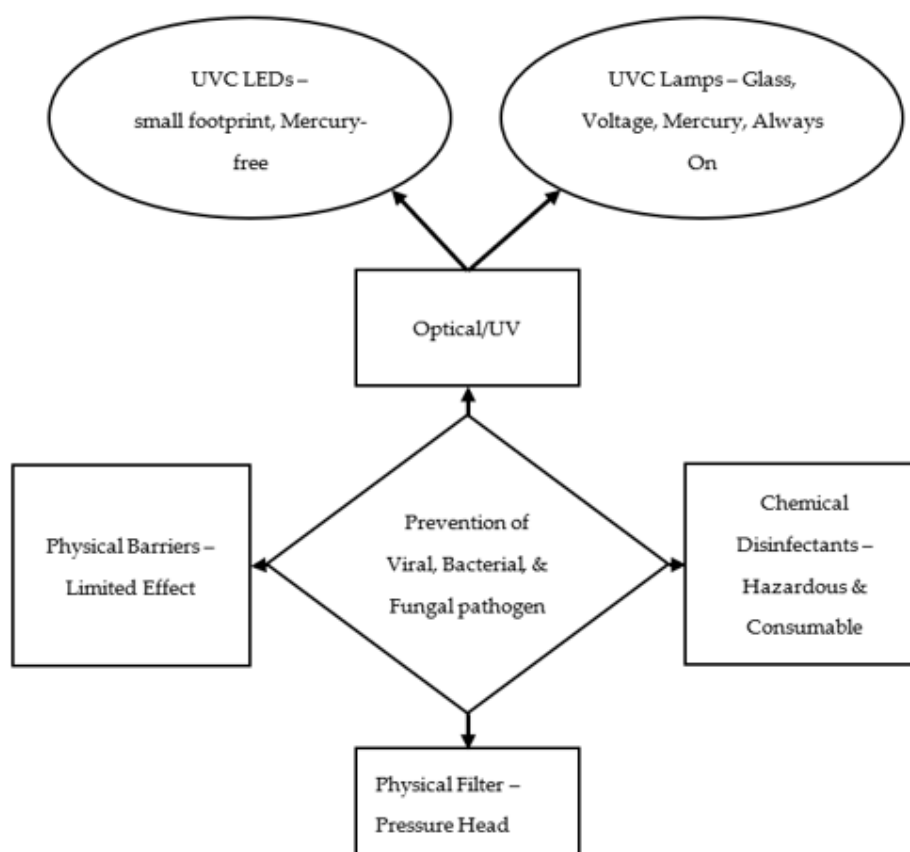 UVC LEDs –
small footprint, Mercury-
free
UVC Lamps – Glass,
Voltage, Mercury, Always
On
Optical/UV
Physical Barriers –
Limited Effect
Prevention of
Viral, Bacterial, &
Fungal pathogen
Chemical
Disinfectants –
Hazardous &
Consumable
Physical Filter –
Pressure Head